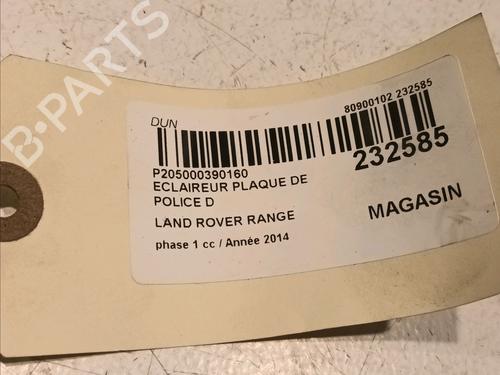 B-PARTS
DUN
80900102 232585
P205000390160
232585
ECLAIREUR PLAQUE DE
POLICE D
LAND ROVER RANGE
MAGASIN
phase 1 cc / Année 2014